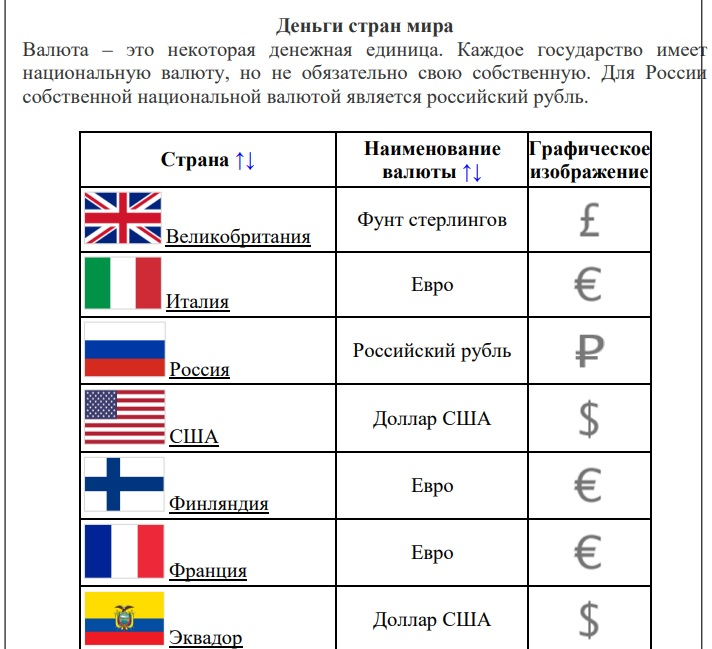 Деньги стран мира
Валюта – это некоторая денежная единица. Каждое государство имеет
национальную валюту, но не обязательно свою собственную. Для России
собственной национальной валютой является российский рубль.
Страна ↑↓
Наименование
валюты ↑↓
Графическое
изображение
Великобритания
Фунт стерлингов
£
Италия
Евро
€
Россия
Российский рубль
₽
США
Доллар США
$
Финляндия
Евро
€
Франция
Евро
€
Эквадор
Доллар США
$